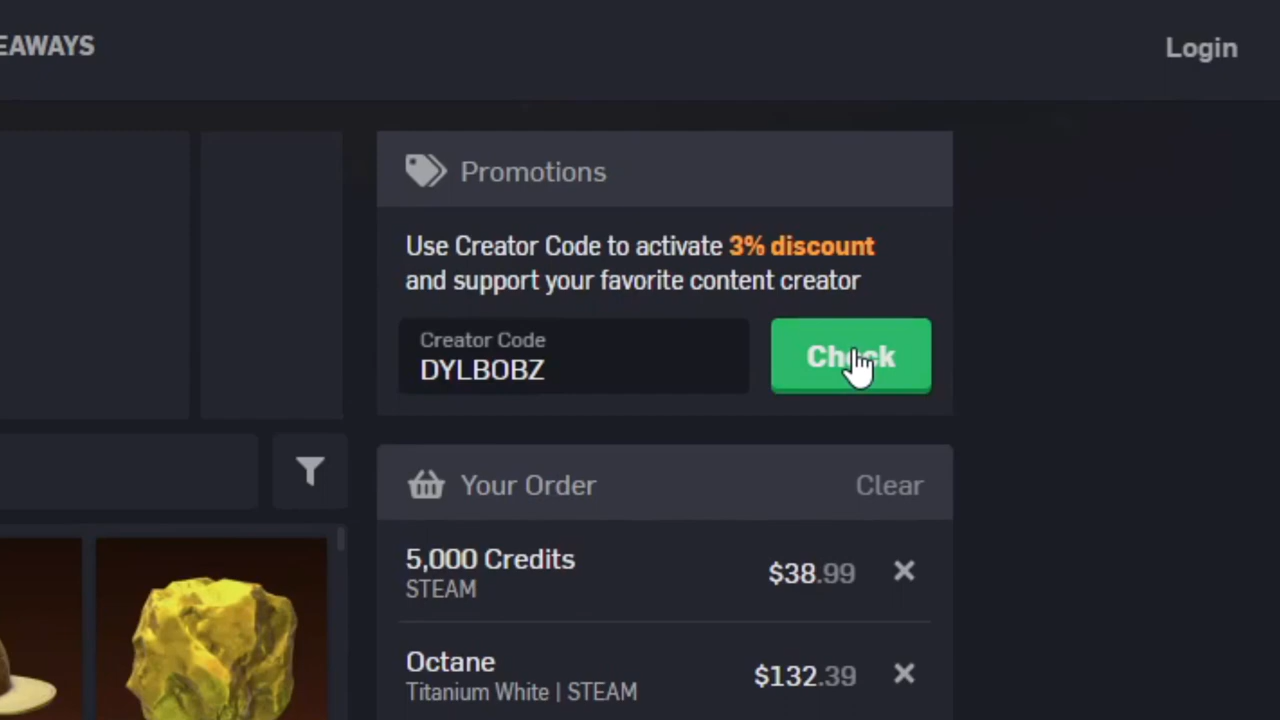 EAWAYS
Login
Promotions
Use Creator Code to activate 3% discount
and support your favorite content creator
Creator Code
DYLBOBZ
Check
Your Order
Clear
5,000 Credits
$38.99
STEAM
Octane
$132.39
Titanium White | STEAM